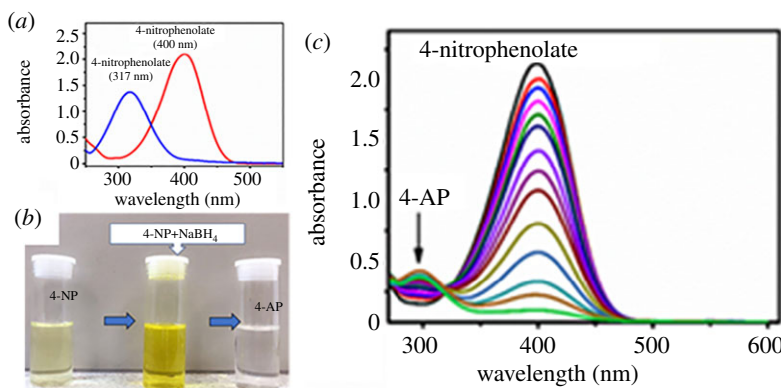 (a)
2.5
2.0
1.5
1.0
0.5
0
absorbance
4-nitrophenolate
(400 nm)
4-nitrophenolate
(317 nm)
300
400
500
wavelength (nm)
(b)
4-NP+NaBH4
4-NP
4-AP
(c)
4-nitrophenolate
4-AP
absorbance
2.0
1.5
1.0
0.5
0
300
400
500
600
wavelength (nm)